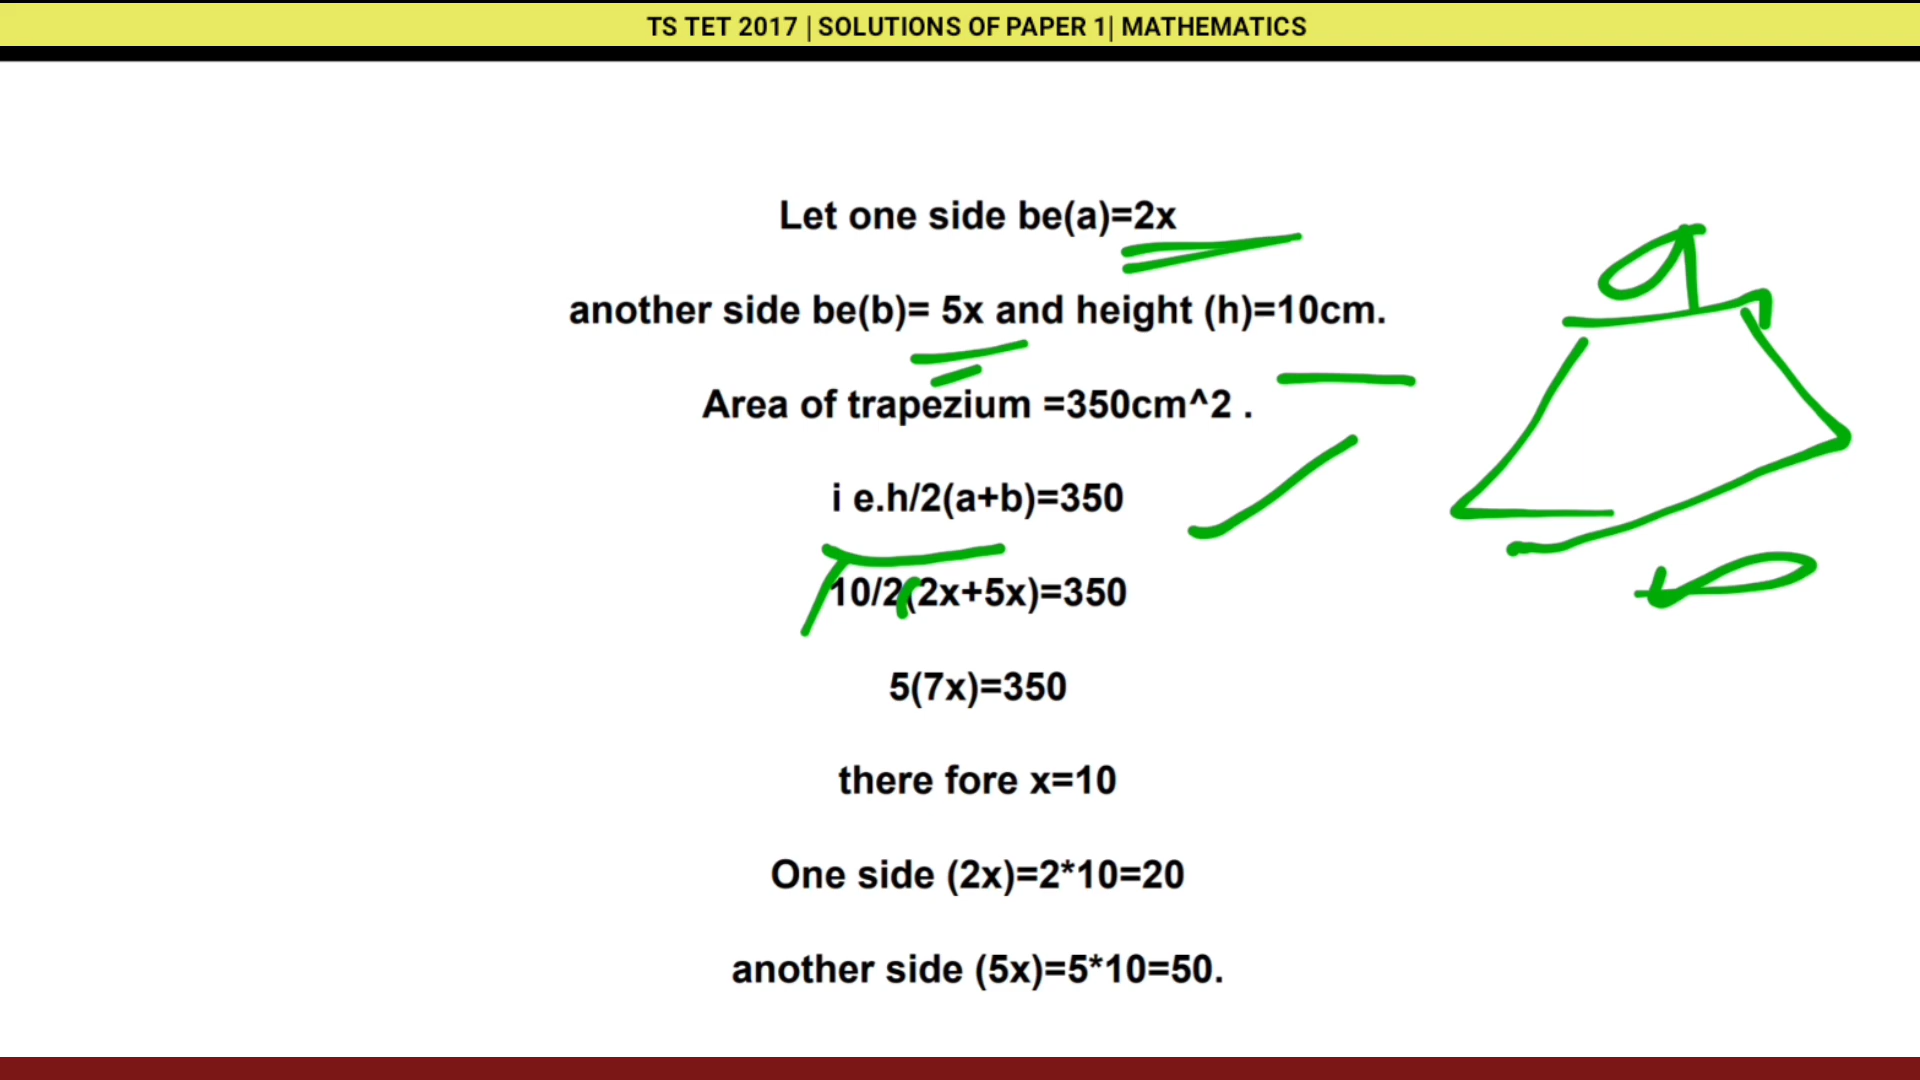 TS TET 2017 | SOLUTIONS OF PAPER 1| MATHEMATICS
Let one side be(a)=2x
another side be(b)= 5x and height (h)=10cm.
Area of trapezium =350cm^2 .
i e.h/2(a+b)=350
10/2(2x+5x)=350
5(7x)=350
there fore x=10
One side (2x)=2*10=20
another side (5x)=5*10=50.
a